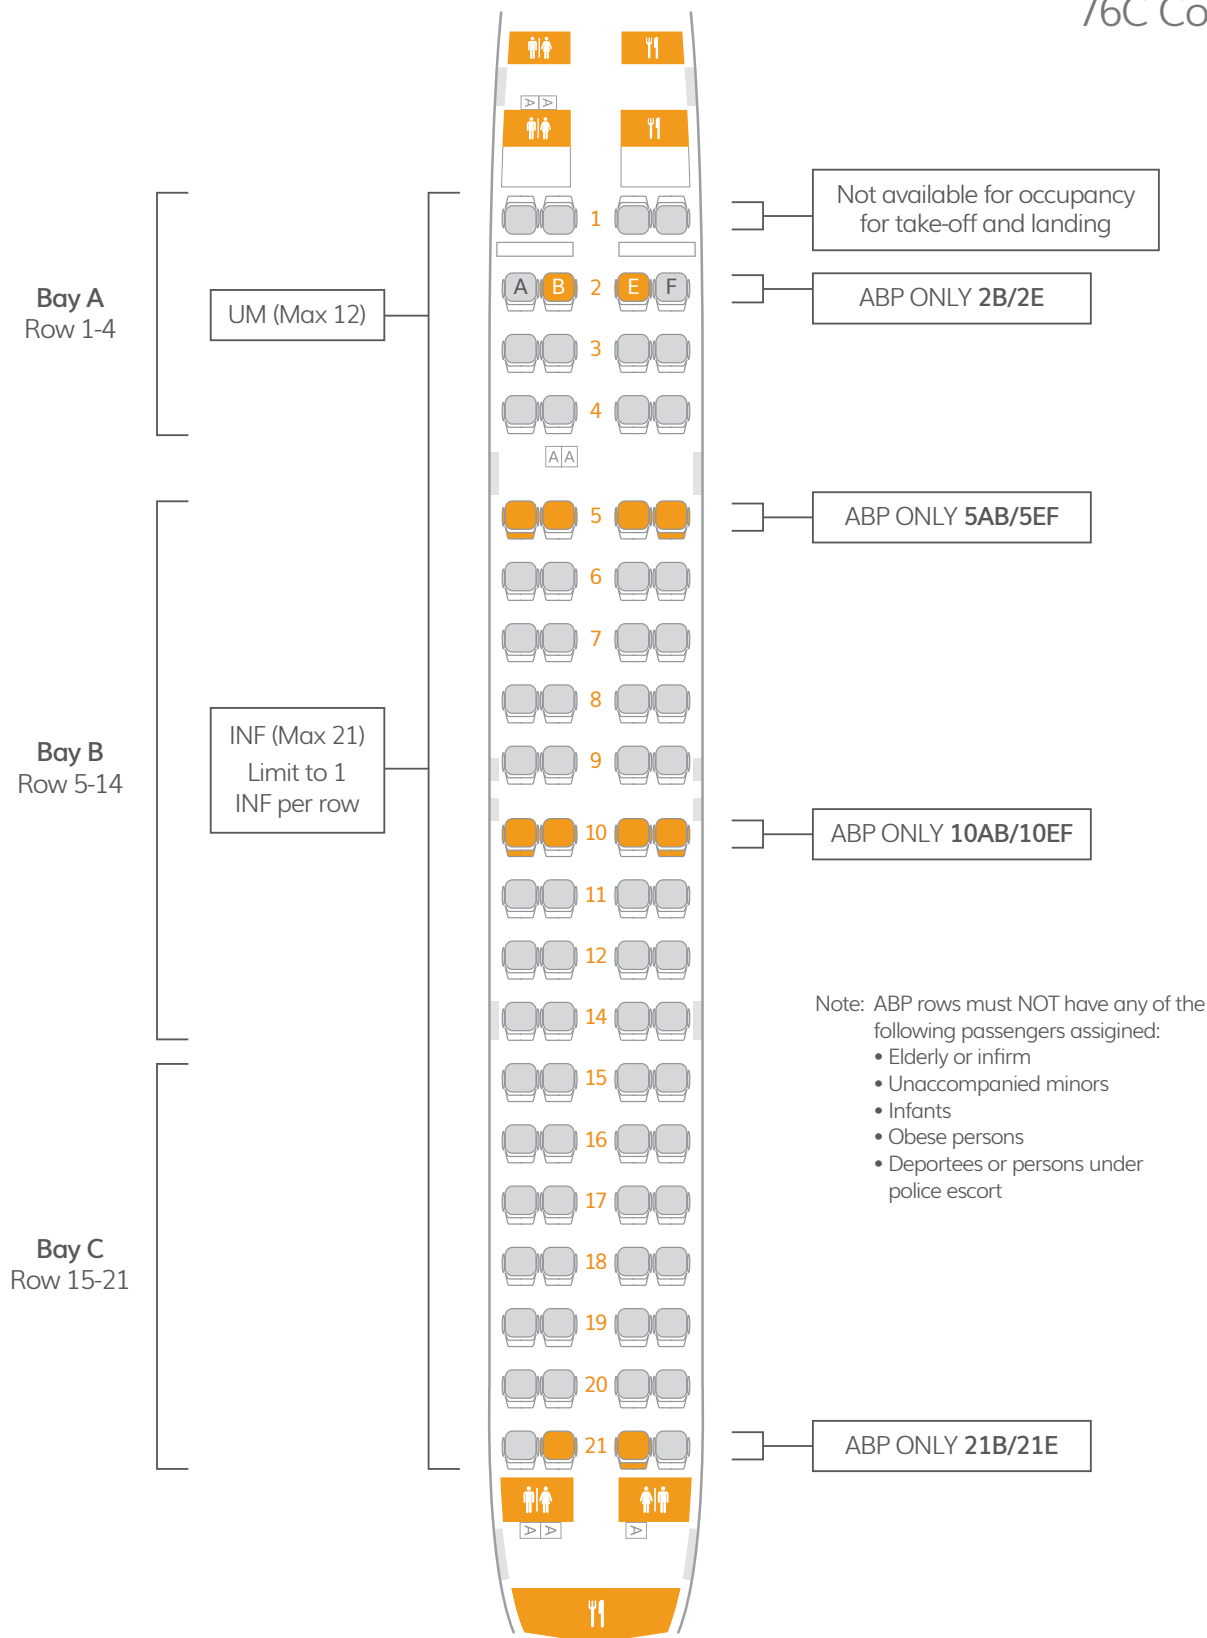 76C Co
A A
1
Not available for occupancy
for take-off and landing
A B 2 E F
ABP ONLY 2B/2E
Bay A
Row 1-4
UM (Max 12)
3
4
A A
5
ABP ONLY 5AB/5EF
6
7
8
9
Bay B
Row 5-14
INF (Max 21)
Limit to 1
INF per row
10
ABP ONLY 10AB/10EF
11
12
14
Note: ABP rows must NOT have any of the
following passengers assigined:
• Elderly or infirm
• Unaccompanied minors
• Infants
• Obese persons
• Deportees or persons under
police escort
15
16
17
18
Bay C
Row 15-21
19
20
21
ABP ONLY 21B/21E
A A A